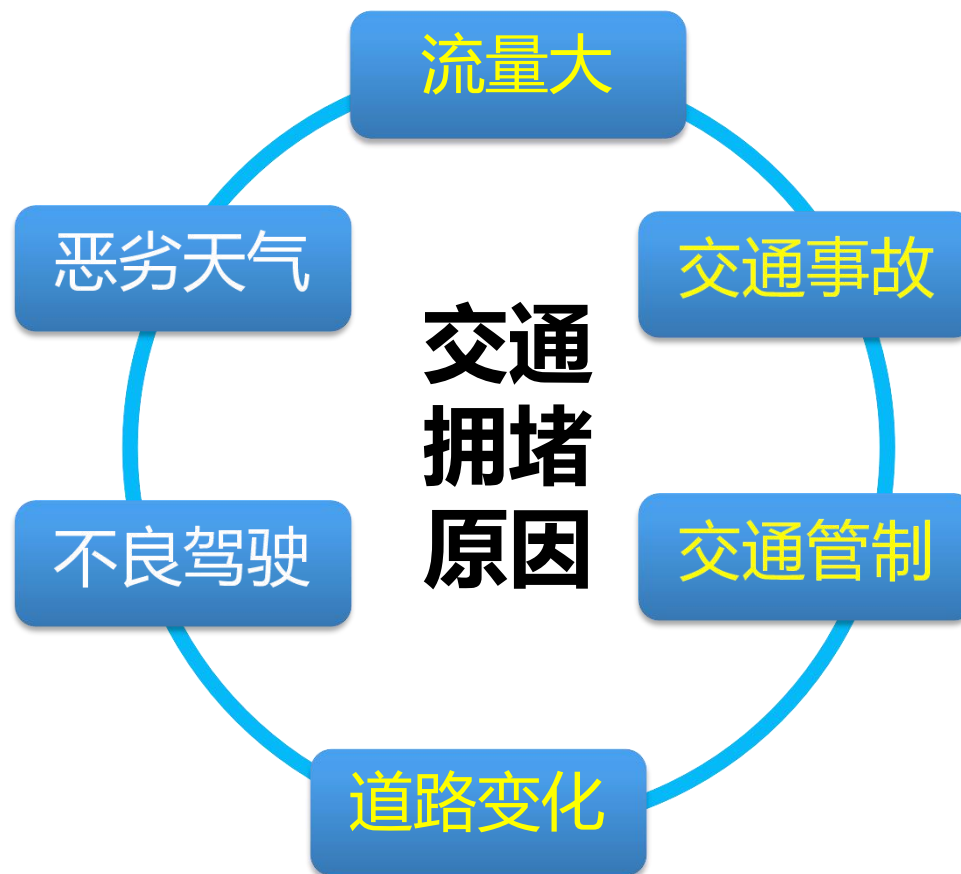 流量大
恶劣天气
交通事故
交通
拥堵
原因
不良驾驶
交通管制
道路变化